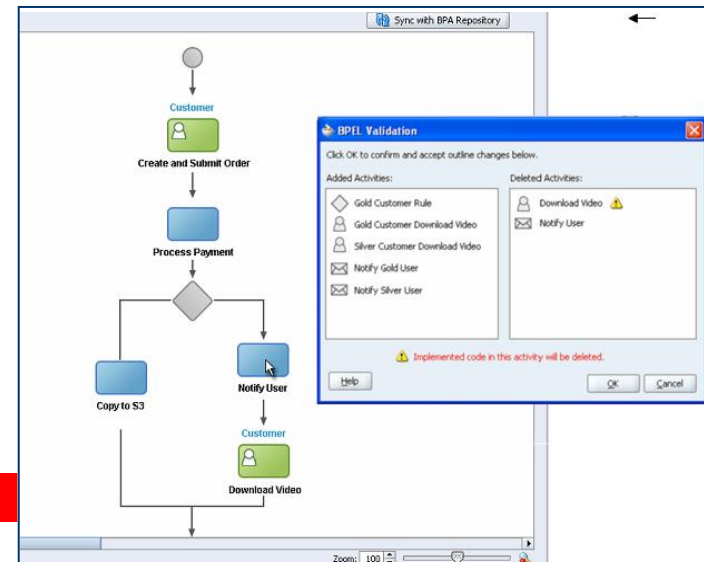 Sync with BPA Repository
Customer
Create and Submit Order
Process Payment
Copy to S3
Notify User
Customer
Download Video
Zoom: 100
BPEL Validation
Click OK to confirm and accept outline changes below.
Added Activities:
Gold Customer Rule
Gold Customer Download Video
Silver Customer Download Video
Notify Gold User
Notify Silver User
Deleted Activities:
Download Video
Notify User
Implemented code in this activity will be deleted.
Help
OK
Cancel